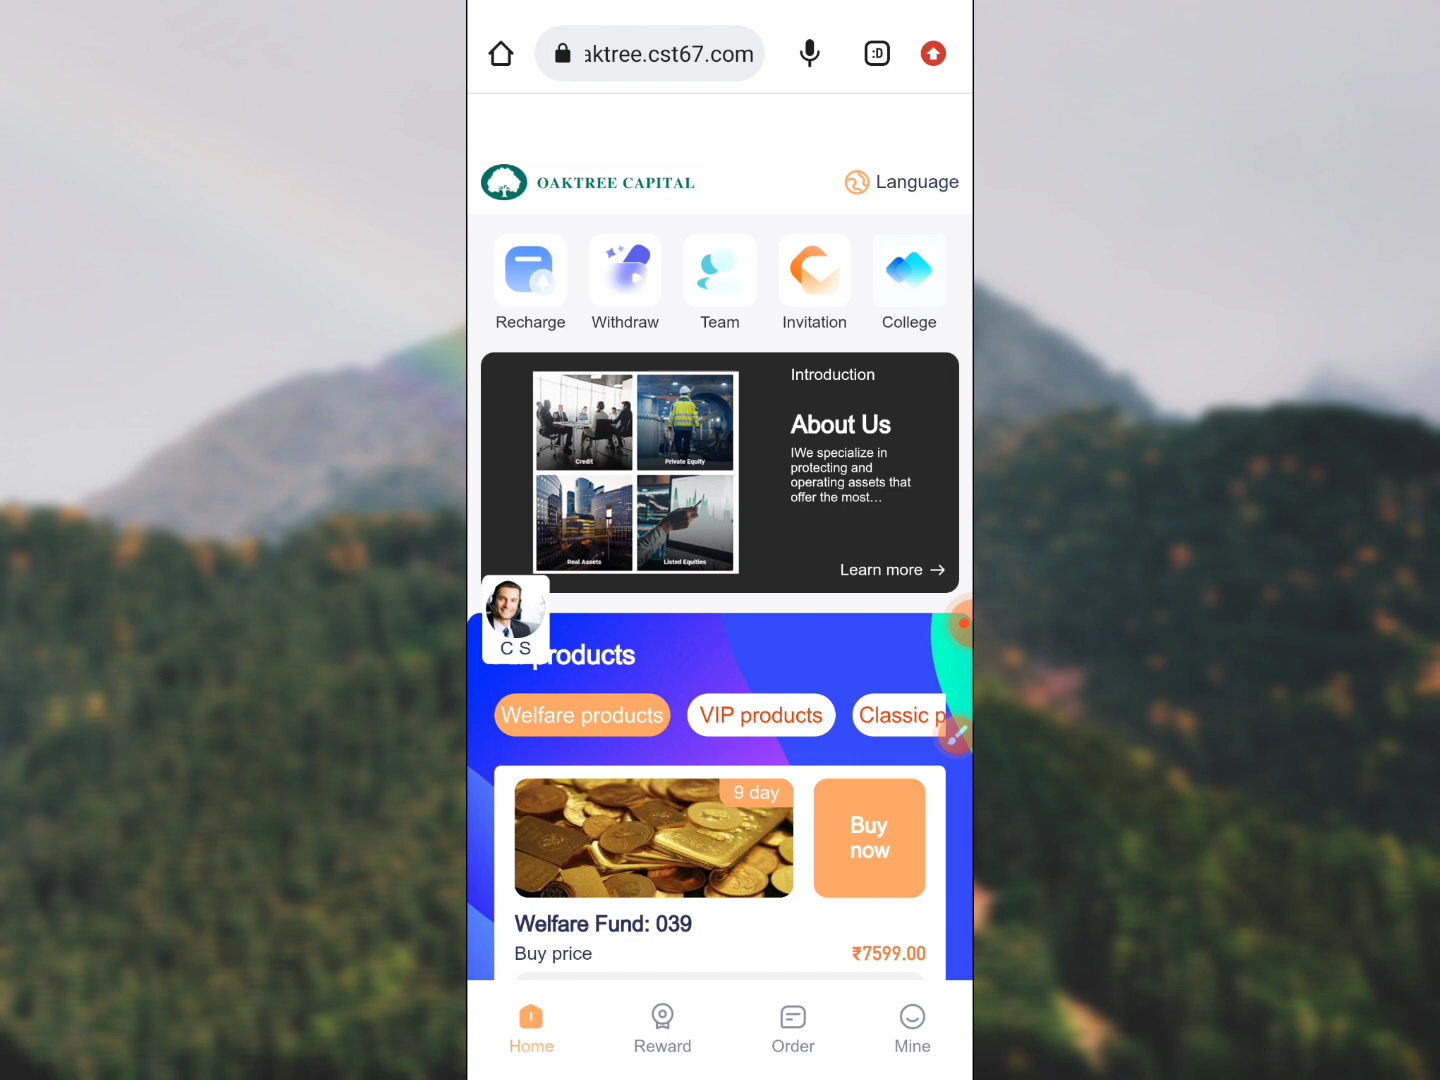 aktree.cst67.com
:D
OAKTREE CAPITAL
Language
Recharge
Withdraw
Team
Invitation
College
Introduction
About Us
IWe specialize in
protecting and
operating assets that
offer the most...
Credit
Private Equity
Real Assets
Listed Equities
Learn more →
C S
products
Welfare products
VIP products
Classic p
9 day
Buy
now
Welfare Fund: 039
Buy price
₹7599.00
Home
Reward
Order
Mine